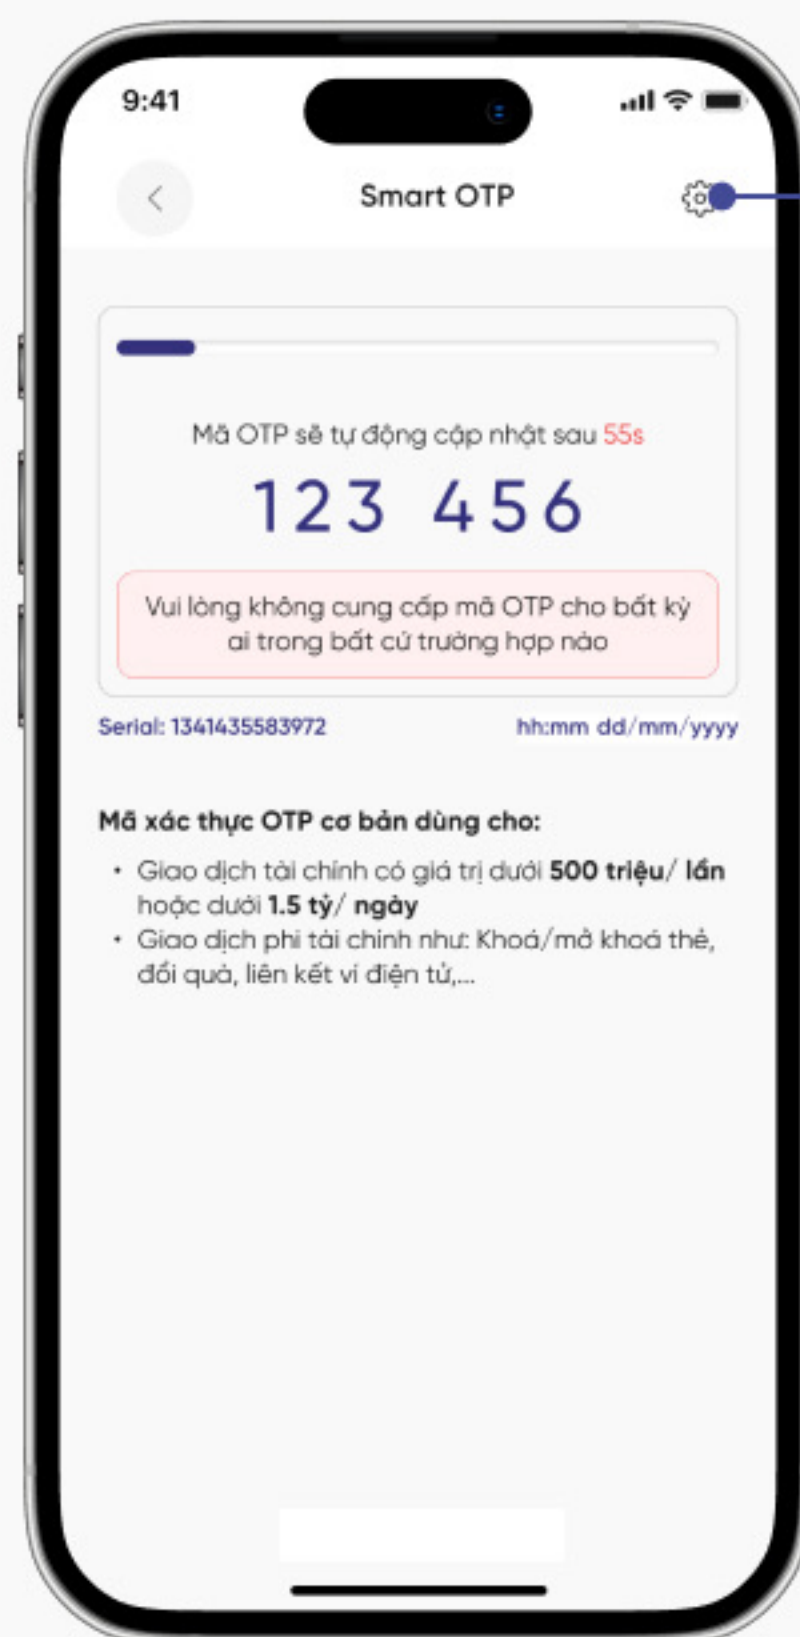 9:41
Smart OTP
Mã OTP sẽ tự động cập nhật sau 55s
123 456
Vui lòng không cung cấp mã OTP cho bất kỳ
ai trong bất cứ trường hợp nào
Serial: 1341435583972
hh:mm dd/mm/yyyy
Mã xác thực OTP cơ bản dùng cho:
• Giao dịch tài chính có giá trị dưới 500 triệu/ lần
hoặc dưới 1.5 tỷ/ ngày
• Giao dịch phi tài chính như: Khoá/mở khoá thẻ,
đổi quà, liên kết ví điện tử,...